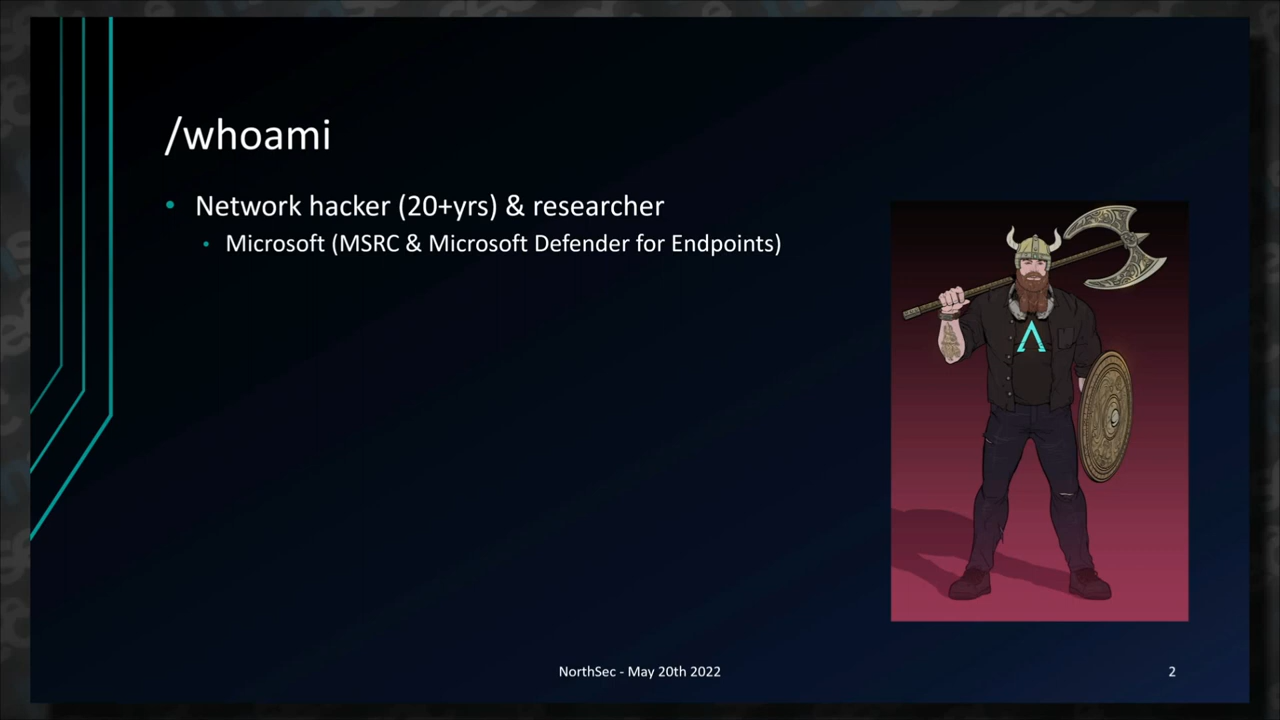 /whoami
• Network hacker (20+yrs) & researcher
• Microsoft (MSRC & Microsoft Defender for Endpoints)
NorthSec - May 20th 2022
2